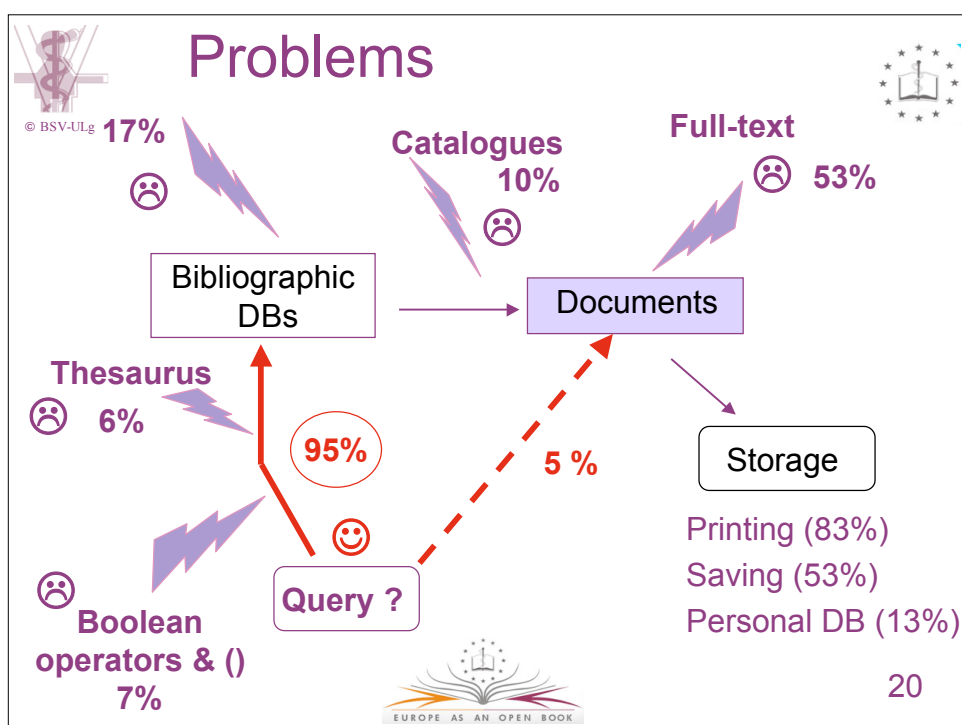 Problems
© BSV-ULg
17%
Catalogues
10%
Full-text
53%
Bibliographic
DBs
Documents
Thesaurus
6%
95%
5 %
Storage
Query ?
Boolean
operators & ()
7%
Printing (83%)
Saving (53%)
Personal DB (13%)
EUROPE AS AN OPEN BOOK
20